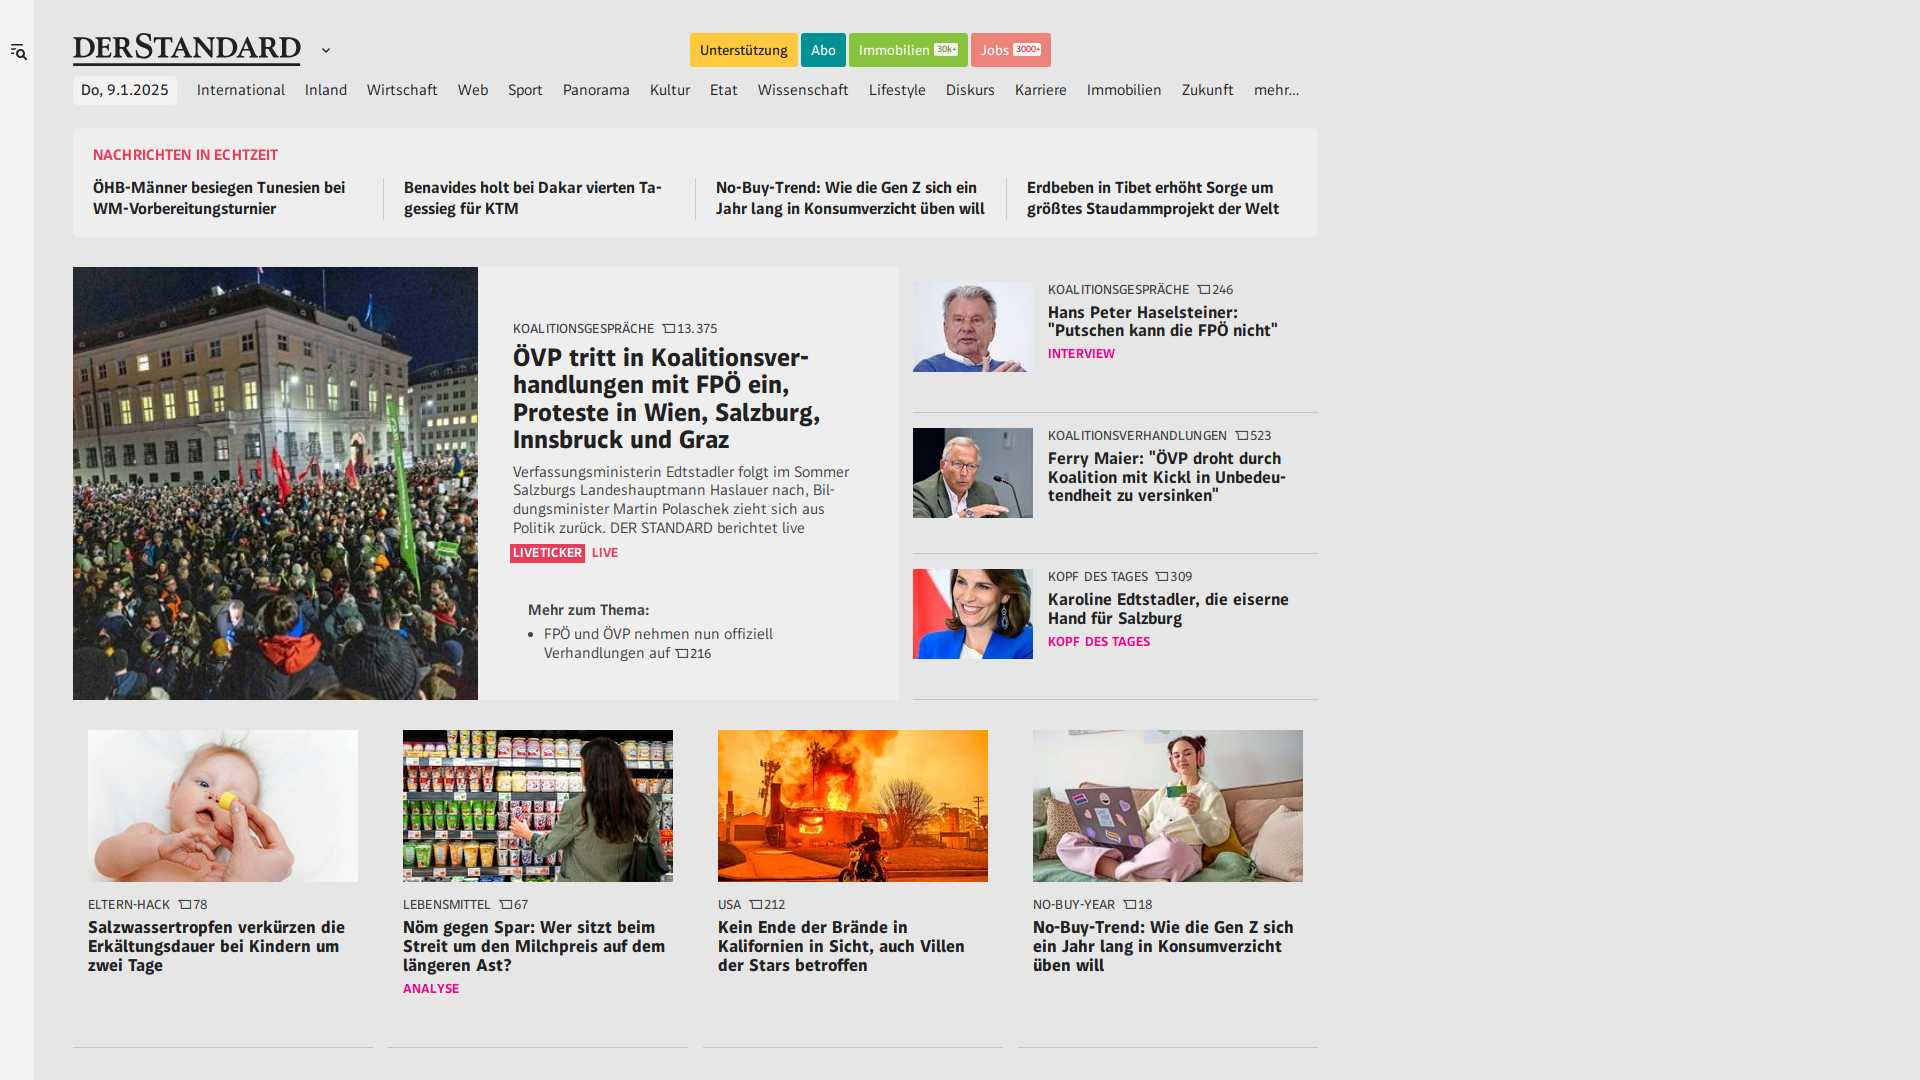 DERSTANDARD
Unterstützung
Abo
Immobilien 30k+
Jobs 3000+
Do, 9.1.2025
International
Inland
Wirtschaft
Web
Sport
Panorama
Kultur
Etat
Wissenschaft
Lifestyle
Diskurs
Karriere
Immobilien
Zukunft
mehr...
NACHRICHTEN IN ECHTZEIT
ÖHB-Männer besiegen Tunesien bei
WM-Vorbereitungsturnier
Benavides holt bei Dakar vierten Ta-
gessieg für KTM
No-Buy-Trend: Wie die Gen Z sich ein
Jahr lang in Konsumverzicht üben will
Erdbeben in Tibet erhöht Sorge um
größtes Staudammprojekt der Welt
KOALITIONSGESPRÄCHE 13.375
ÖVP tritt in Koalitionsver-
handlungen mit FPÖ ein,
Proteste in Wien, Salzburg,
Innsbruck und Graz
Verfassungsministerin Edtstadler folgt im Sommer
Salzburgs Landeshauptmann Haslauer nach, Bil-
dungsminister Martin Polaschek zieht sich aus
Politik zurück. DER STANDARD berichtet live
LIVETICKER LIVE
Mehr zum Thema:
FPÖ und ÖVP nehmen nun offiziell
Verhandlungen auf 216
KOALITIONSGESPRÄCHE 246
Hans Peter Haselsteiner:
"Putschen kann die FPÖ nicht"
INTERVIEW
KOALITIONSVERHANDLUNGEN 523
Ferry Maier: "ÖVP droht durch
Koalition mit Kickl in Unbedeu-
tendheit zu versinken"
KOPF DES TAGES 309
Karoline Edtstadler, die eiserne
Hand für Salzburg
KOPF DES TAGES
ELTERN-HACK 78
Salzwassertropfen verkürzen die
Erkältungsdauer bei Kindern um
zwei Tage
LEBENSMITTEL 67
Nöm gegen Spar: Wer sitzt beim
Streit um den Milchpreis auf dem
längeren Ast?
ANALYSE
USA 212
Kein Ende der Brände in
Kalifornien in Sicht, auch Villen
der Stars betroffen
NO-BUY-YEAR 18
No-Buy-Trend: Wie die Gen Z sich
ein Jahr lang in Konsumverzicht
üben will